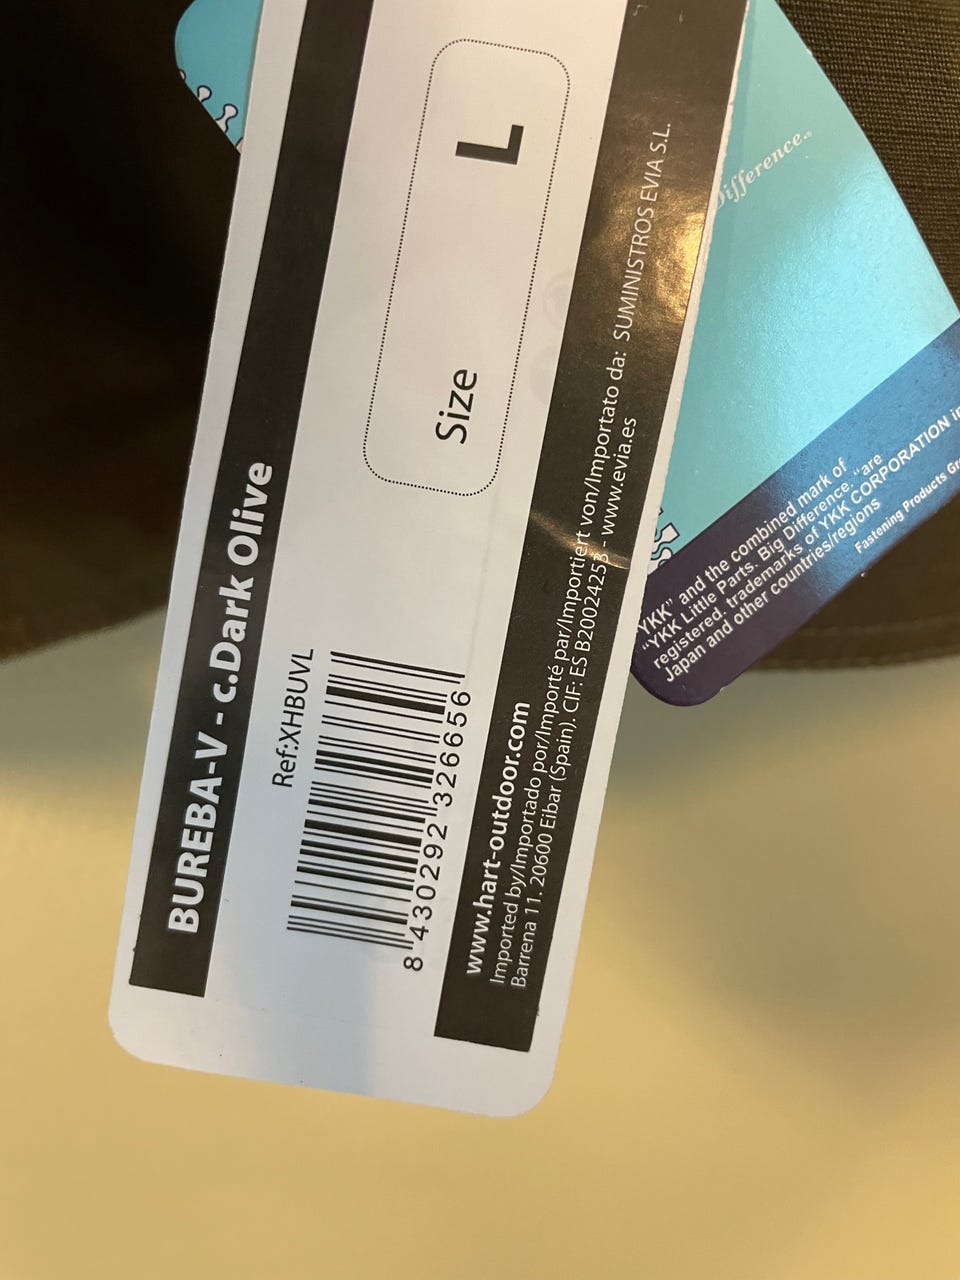 BUREBA-V - c.Dark Olive
Ref:XHBUVL
8 430292 326656
Size L
www.hart-outdoor.com
Imported by/Importado por/Importé par/Importiert von/Importato da: SUMINISTROS EVIA S.L.
Barrena 11. 20600 Eibar (Spain). CIF: ES B20024253 - www.evia.es
Difference.®
"YKK" and the combined mark of
"YKK Little Parts. Big Difference." are
registered, trademarks of YKK CORPORATION in
Japan and other countries/regions
Fastening Products